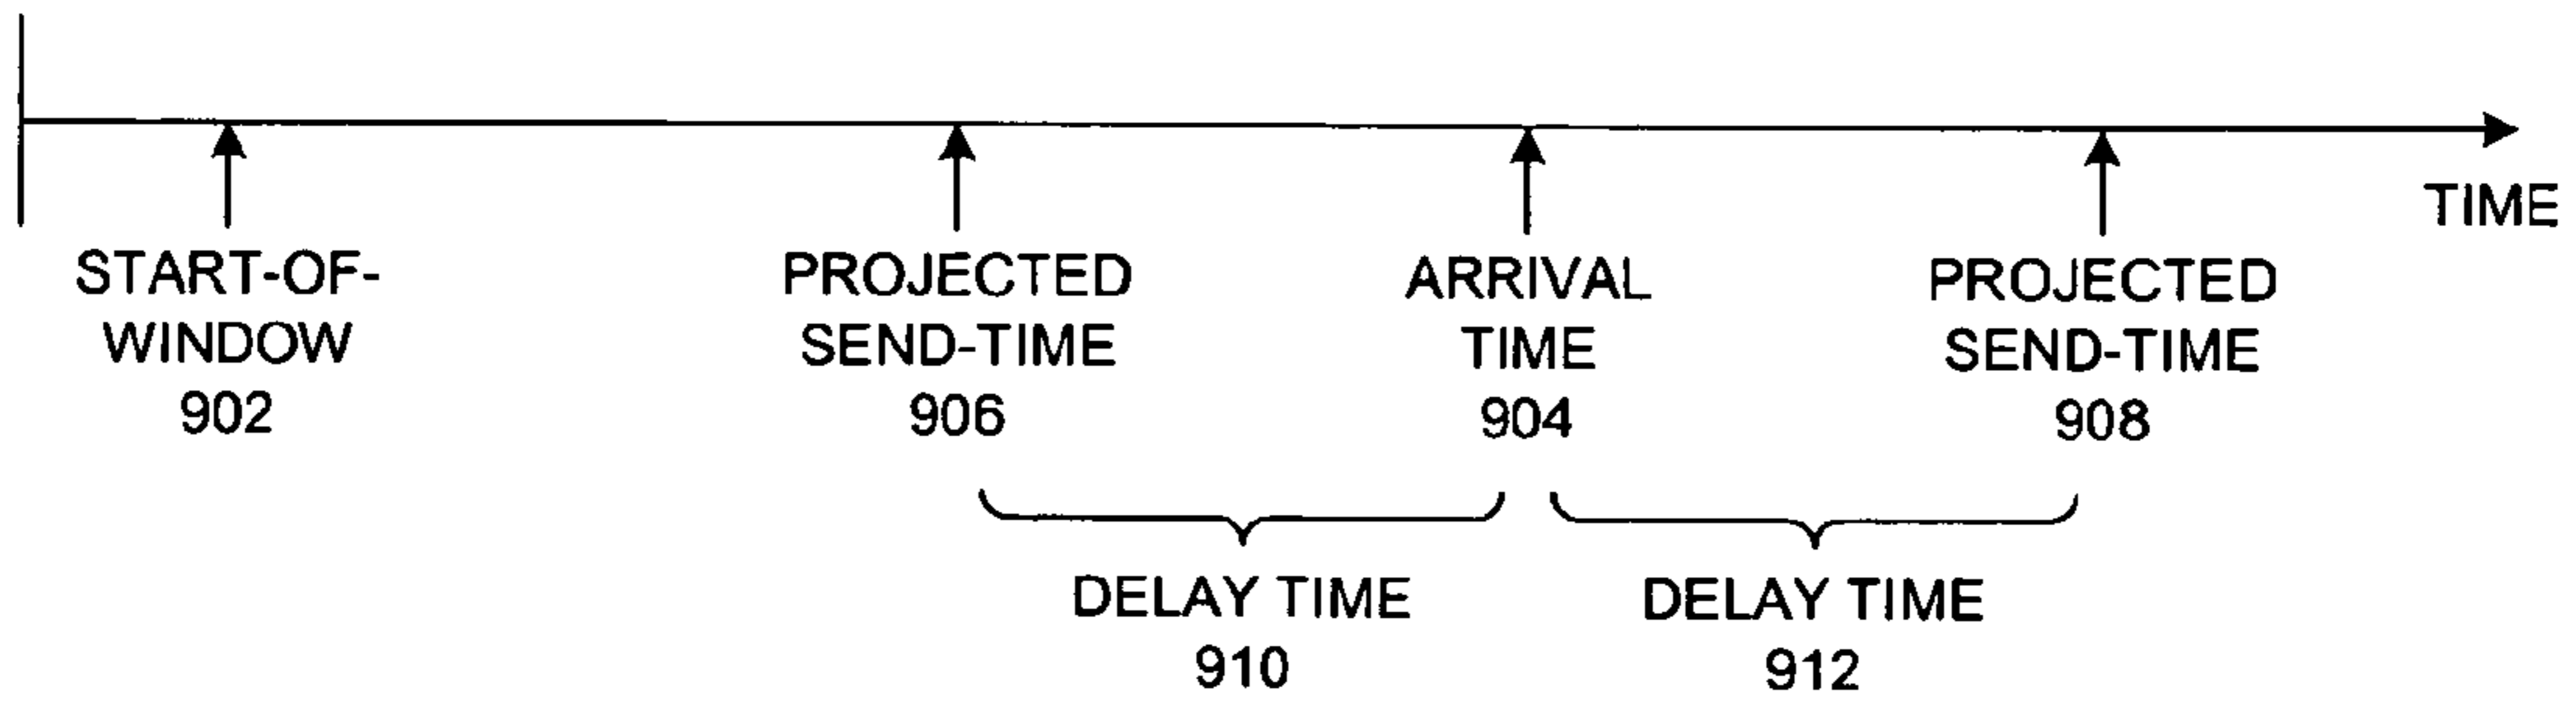 TIME
START-OF-
WINDOW
902
PROJECTED
SEND-TIME
906
ARRIVAL
TIME
904
PROJECTED
SEND-TIME
908
DELAY TIME
910
DELAY TIME
912